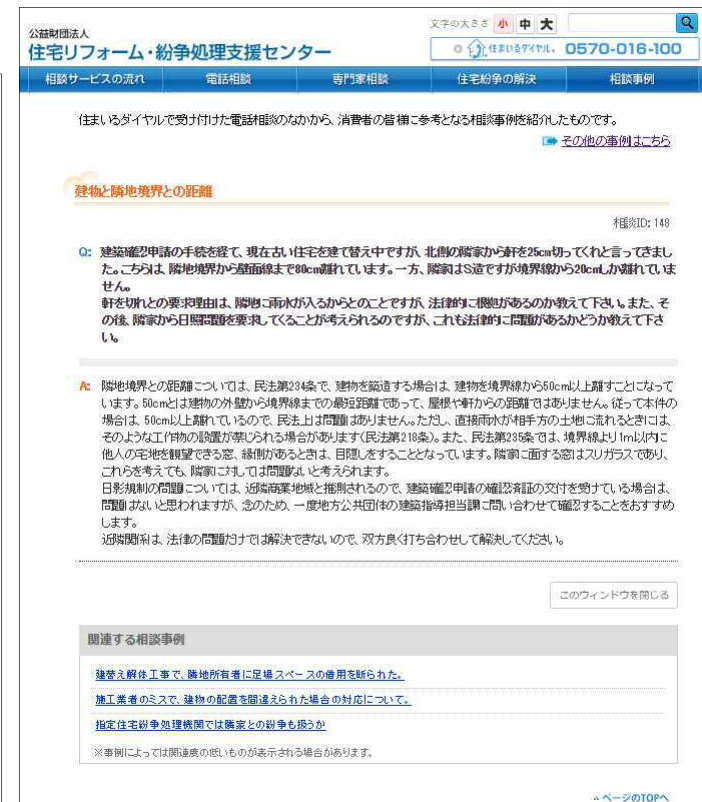 公益財団法人
住宅リフォーム・紛争処理支援センター
文字の大きさ 小 中 大
住まいるダイヤル。 0570-016-100
相談サービスの流れ 電話相談 専門家相談 住宅紛争の解決 相談事例
住まいるダイヤルで受け付けた電話相談のなかから、消費者の皆様に参考となる相談事例を紹介したものです。
その他の事例はこちら
建物と隣地境界との距離
相談ID: 148
Q: 建築確認申請の手続を経て、現在古い住宅を建て替え中ですが、北側の隣家から軒を25cm切ってくれと言ってきまし
た。こちらは、隣地境界から壁面線まで80cm離れています。一方、隣家はS造ですが境界線から20cmしか離れていま
せん。
軒を切れとの要求理由は、隣地に雨水が入るからとのことですが、法律的に根拠があるのか教えて下さい。また、そ
の後、隣家から日照問題を要求してくることが考えられるのですが、これも法律的に問題があるかどうか教えて下さ
い。
A: 隣地境界との距離については、民法第234条で、建物を築造する場合は、建物を境界線から50cm以上離すことになって
います。50cmとは建物の外壁から境界線までの最短距離であって、屋根や軒からの距離ではありません。従って本件の
場合は、50cm以上離れているので、民法上は問題はありません。ただし、直接雨水が相手方の土地に流れるときには、
そのような工作物の設置が禁じられる場合があります(民法第218条)。また、民法第235条では、境界線より1m以内に
他人の宅地を観望できる窓、縁側があるときは、目隠しをすることとなっています。隣家に面する窓はスリガラスであり、
これらを考えても、隣家に対しては問題ないと考えられます。
日影規制の問題については、近隣商業地域と推測されるので、建築確認申請の確認済証の交付を受けている場合は、
問題はないと思われますが、念のため、一度地方公共団体の建築指導担当課に問い合わせて確認することをおすすめ
します。
近隣関係は、法律の問題だけでは解決できないので、双方良く打ち合わせして解決してください。
このウィンドウを閉じる
関連する相談事例
建替え解体工事で、隣地所有者に足場スペースの借用を断られた。
施工業者のミスで、建物の配置を間違えられた場合の対応について。
指定住宅紛争処理機関では隣家との紛争も扱うか
※事例によっては関連度の低いものが表示される場合があります。
ページのTOPへ